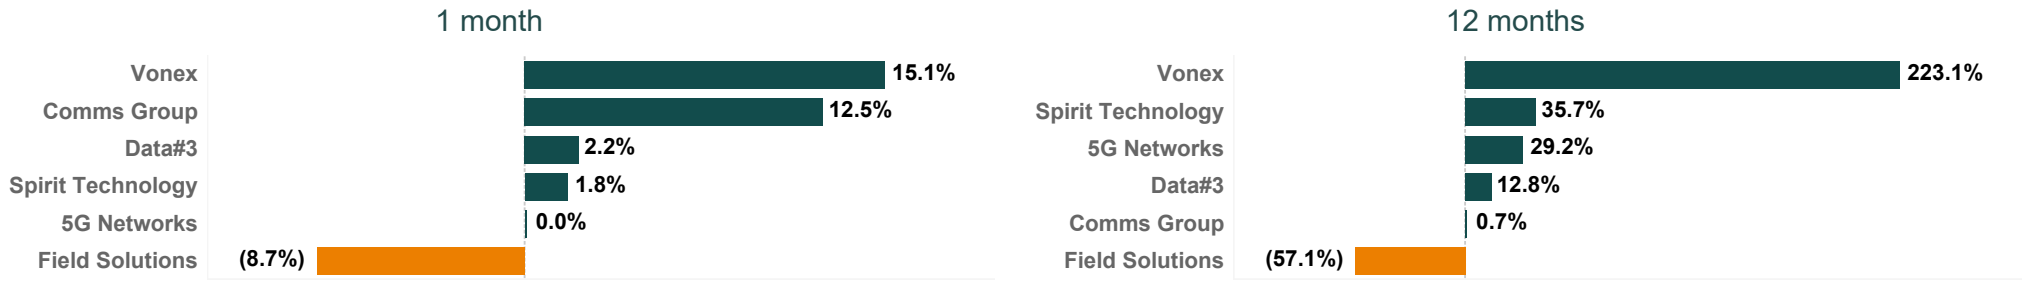 1 month
Vonex 15.1%
Comms Group 12.5%
Data#3 2.2%
Spirit Technology 1.8%
5G Networks 0.0%
Field Solutions (8.7%)
12 months
Vonex 223.1%
Spirit Technology 35.7%
5G Networks 29.2%
Data#3 12.8%
Comms Group 0.7%
Field Solutions (57.1%)